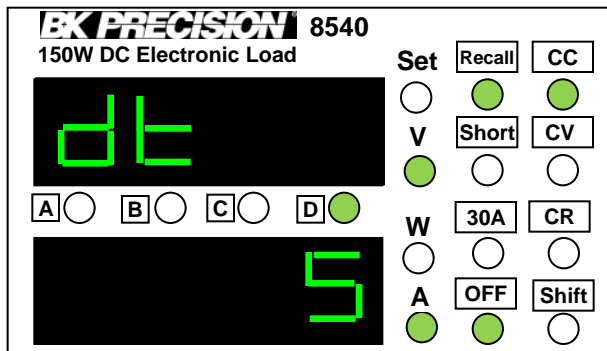 BK PRECISION® 8540
150W DC Electronic Load
Set Recall CC
dt
V Short CV
A B C D
W 30A CR
5
A OFF Shift